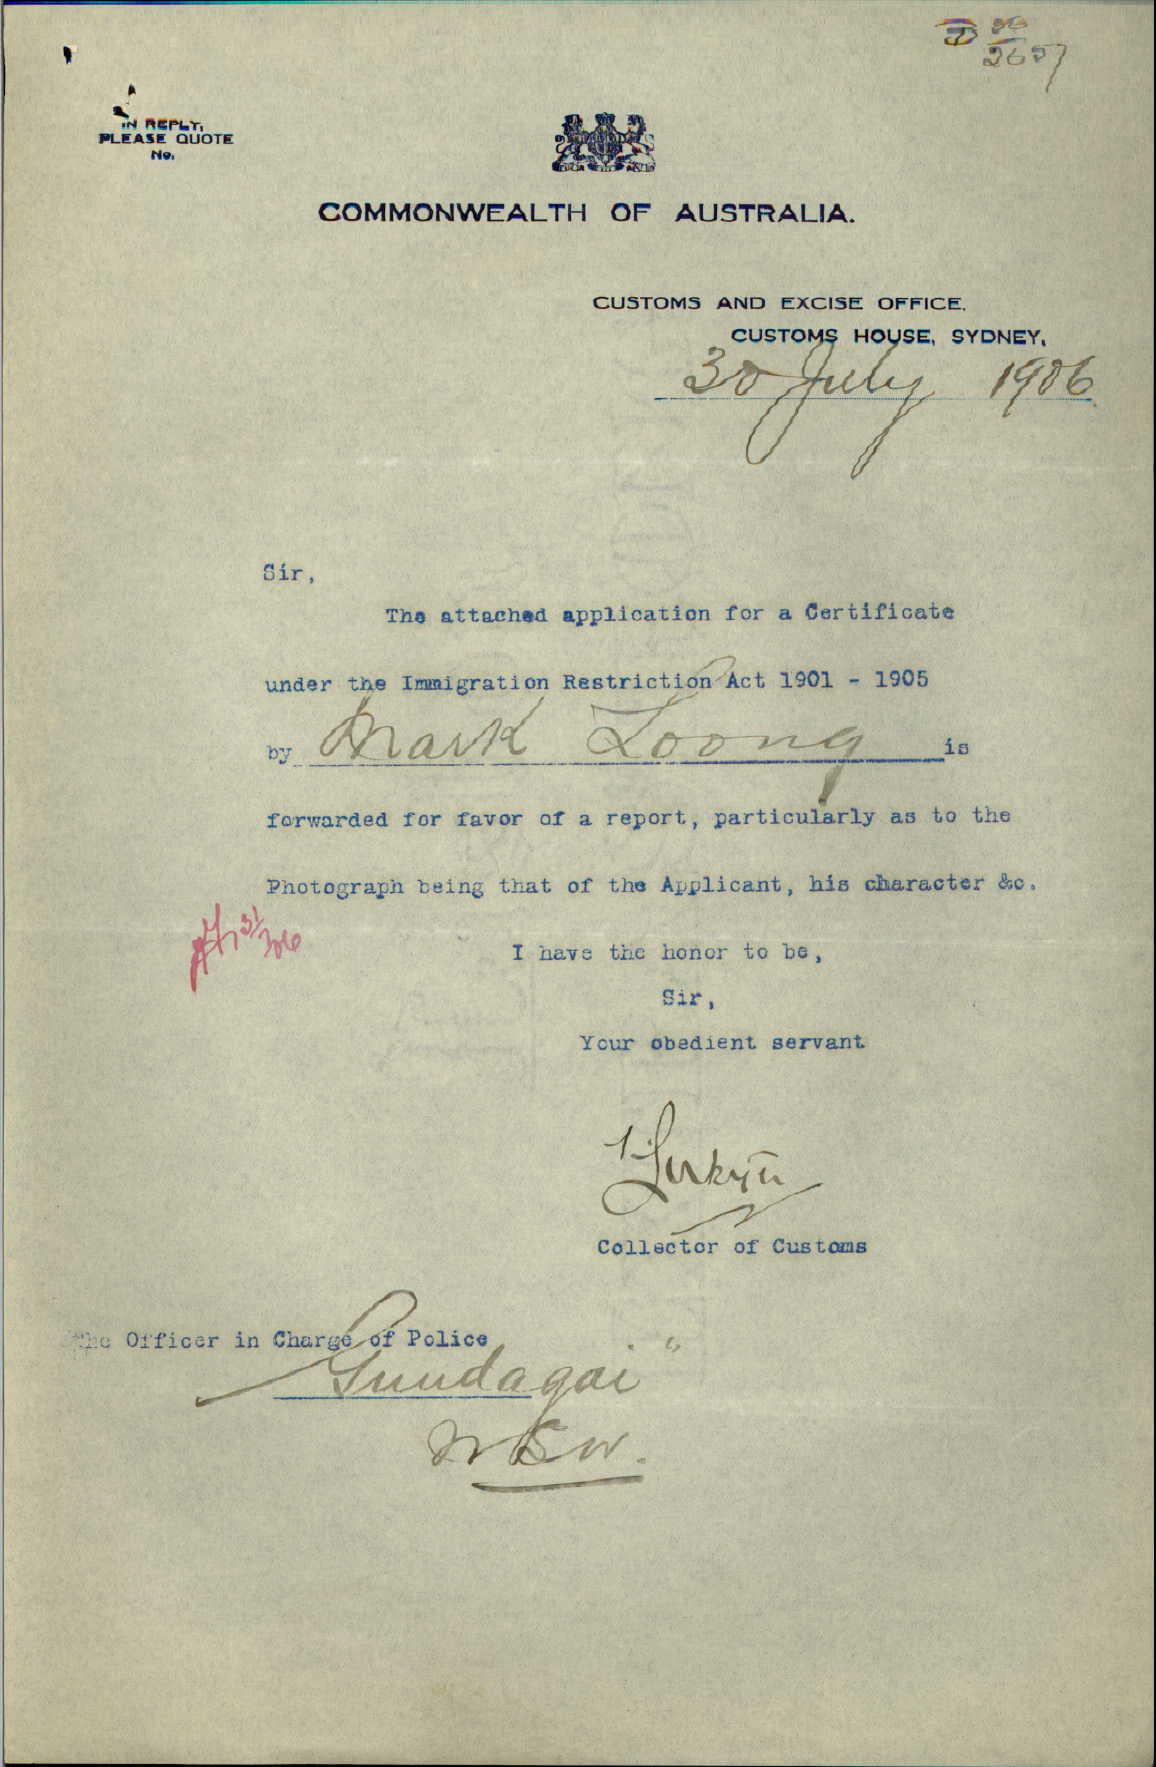 D 06
2657
IN REPLY,
PLEASE QUOTE
No.
COMMONWEALTH OF AUSTRALIA.
CUSTOMS AND EXCISE OFFICE.
CUSTOMS HOUSE, SYDNEY,
30 July 1906
Sir,
The attached application for a Certificate
under the Immigration Restriction Act 1901 - 1905
by Mark Loong is
forwarded for favor of a report, particularly as to the
Photograph being that of the Applicant, his character &c.
I have the honor to be,
Sir,
Your obedient servant
Collector of Customs
The Officer in Charge of Police
Gundagai
NSW.